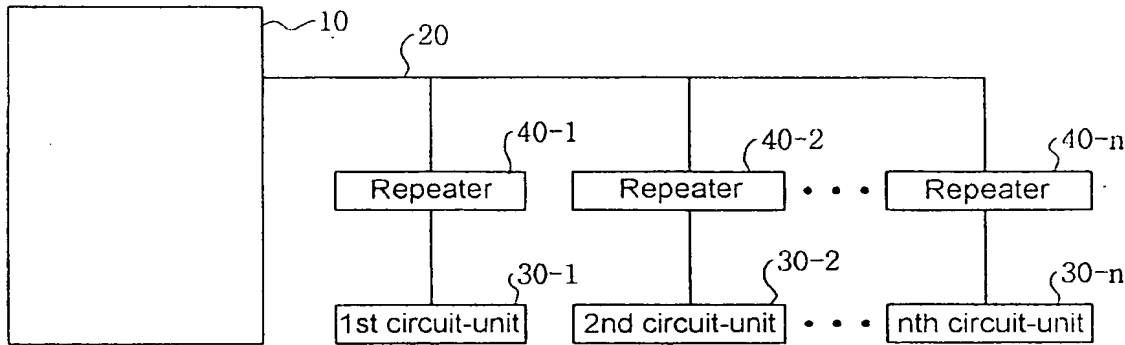 10
20
40-1
40-2
40-n
Repeater
Repeater
• • •
Repeater
30-1
30-2
30-n
1st circuit-unit
2nd circuit-unit
• • •
nth circuit-unit